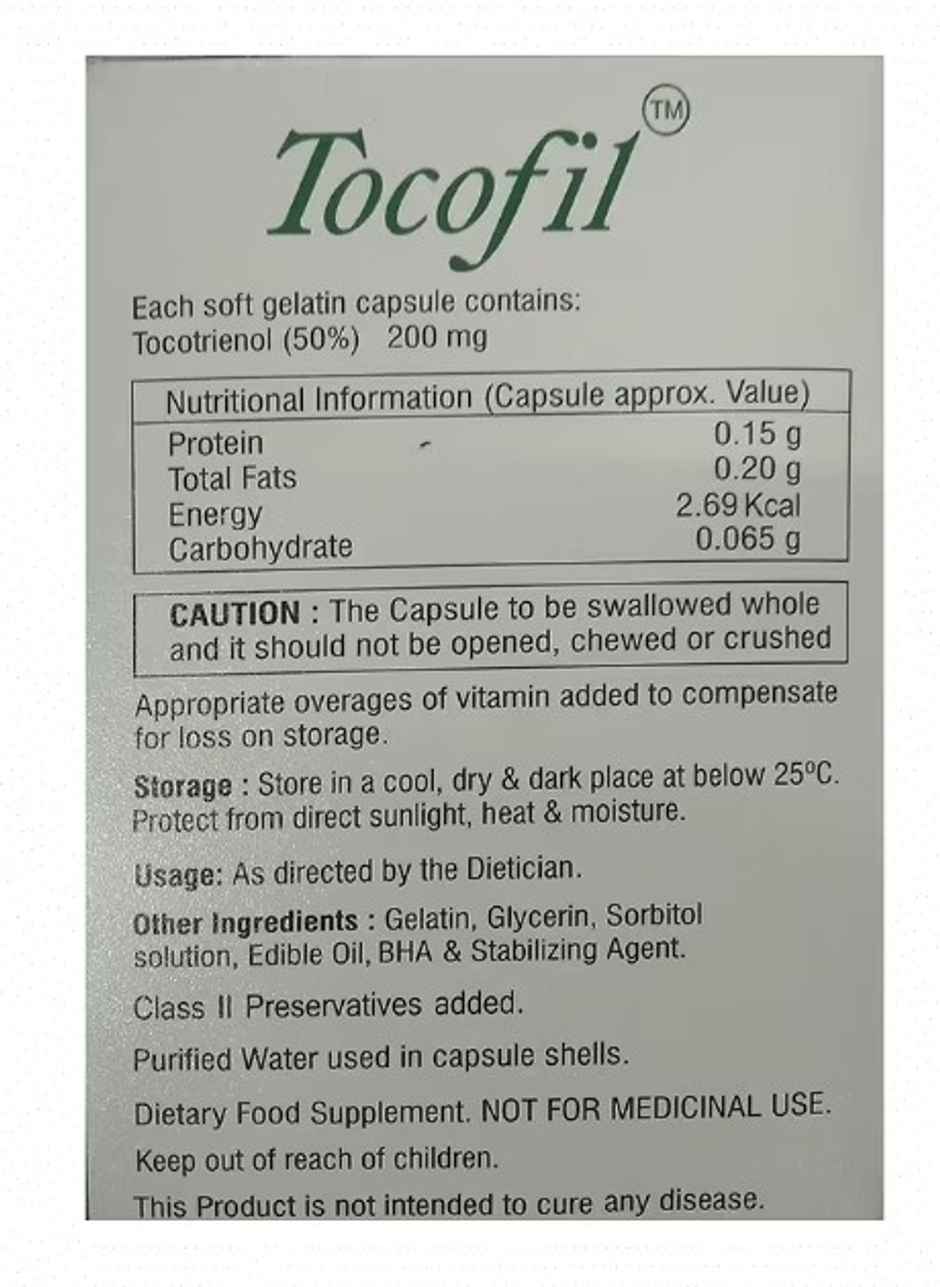 Tocofil TM
Each soft gelatin capsule contains:
Tocotrienol (50%) 200 mg
Nutritional Information (Capsule approx. Value)
Protein 0.15 g
Total Fats 0.20 g
Energy 2.69 Kcal
Carbohydrate 0.065 g
CAUTION : The Capsule to be swallowed whole
and it should not be opened, chewed or crushed
Appropriate overages of vitamin added to compensate
for loss on storage.
Storage : Store in a cool, dry & dark place at below 25ºC.
Protect from direct sunlight, heat & moisture.
Usage: As directed by the Dietician.
Other Ingredients : Gelatin, Glycerin, Sorbitol
solution, Edible Oil, BHA & Stabilizing Agent.
Class II Preservatives added.
Purified Water used in capsule shells.
Dietary Food Supplement. NOT FOR MEDICINAL USE.
Keep out of reach of children.
This Product is not intended to cure any disease.